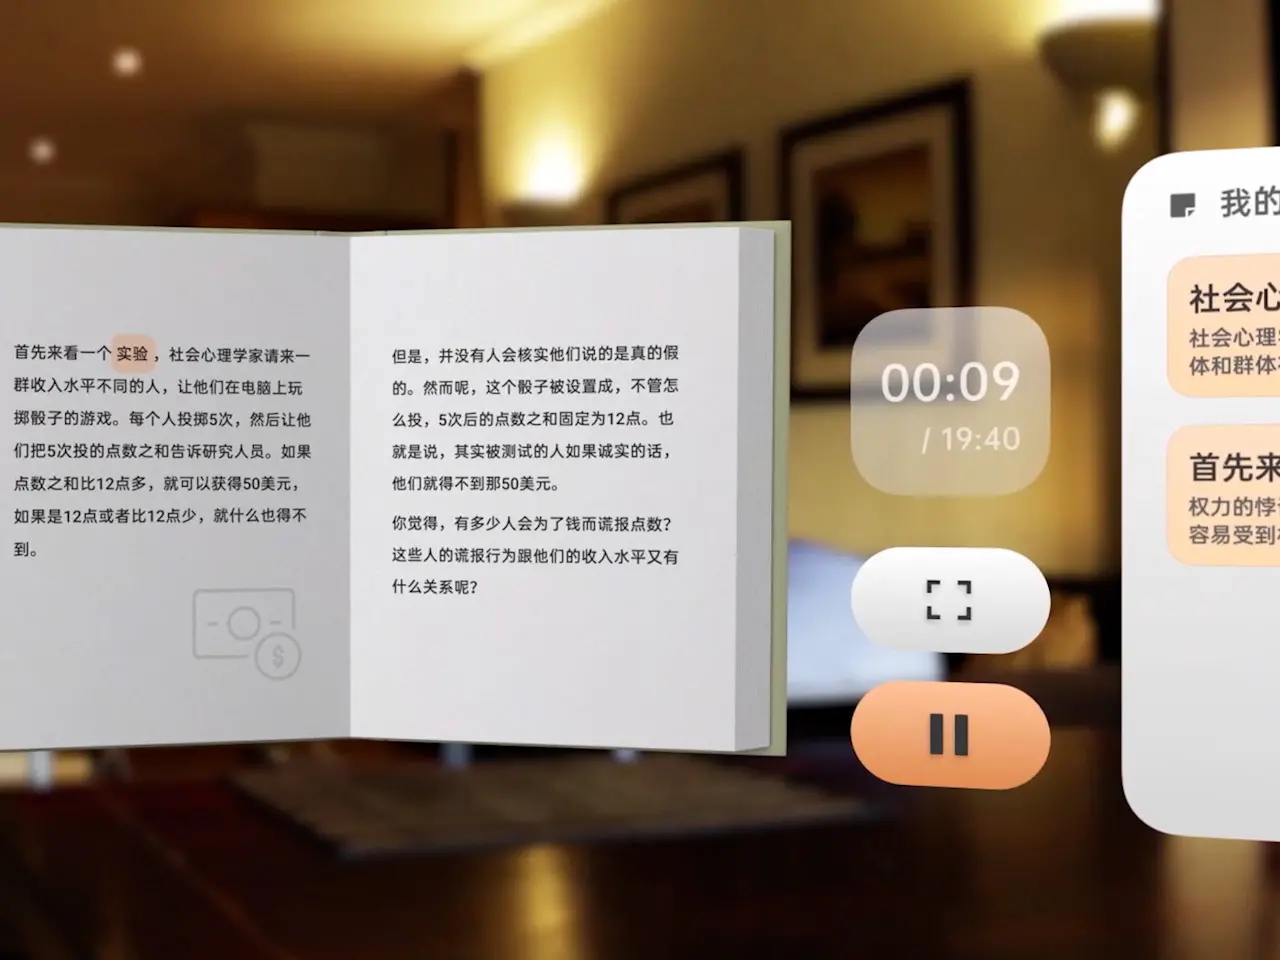 首先来看一个实验，社会心理学家请来一
群收入水平不同的人，让他们在电脑上玩
掷骰子的游戏。每个人投掷5次，然后让他
们把5次投的点数之和告诉研究人员。如果
点数之和比12点多，就可以获得50美元，
如果是12点或者比12点少，就什么也得不
到。
$
但是，并没有人会核实他们说的是真的假
的。然而呢，这个骰子被设置成，不管怎
么投，5次后的点数之和固定为12点。也
就是说，其实被测试的人如果诚实的话，
他们就得不到那50美元。
你觉得，有多少人会为了钱而谎报点数？
这些人的谎报行为跟他们的收入水平又有
什么关系呢？
00:09
/ 19:40
我的
社会心
社会心理
体和群体
首先来
权力的悖
容易受到